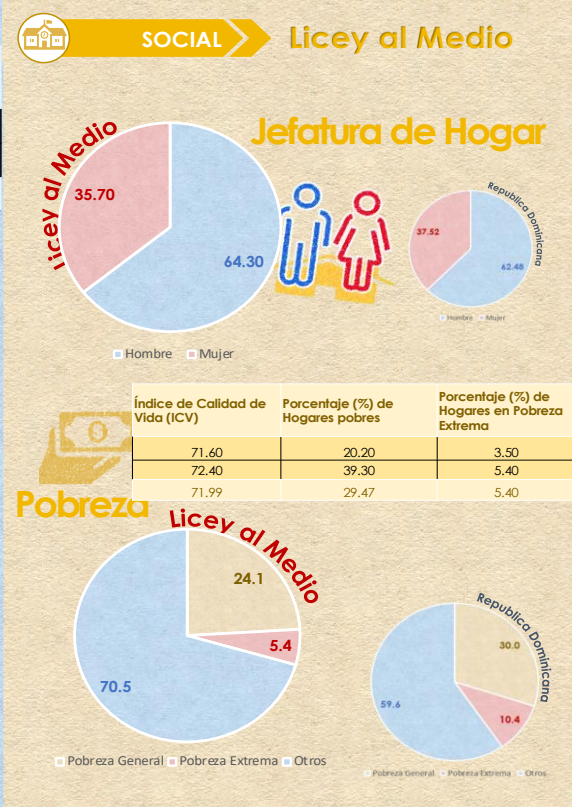 SOCIAL
Licey al Medio
Jefatura de Hogar
Licey al Medio
35.70
64.30
Hombre Mujer
Republica Dominicana
37.52
62.48
Hombre Mujer
Índice de Calidad de
Vida (ICV)
Porcentaje (%) de
Hogares pobres
Porcentaje (%) de
Hogares en Pobreza
Extrema
71.60 20.20 3.50
72.40 39.30 5.40
71.99 29.47 5.40
Pobreza
Licey al Medio
24.1
5.4
70.5
Pobreza General Pobreza Extrema Otros
Republica Dominicana
30.0
59.6
10.4
Pobreza General Pobreza Extrema Otros